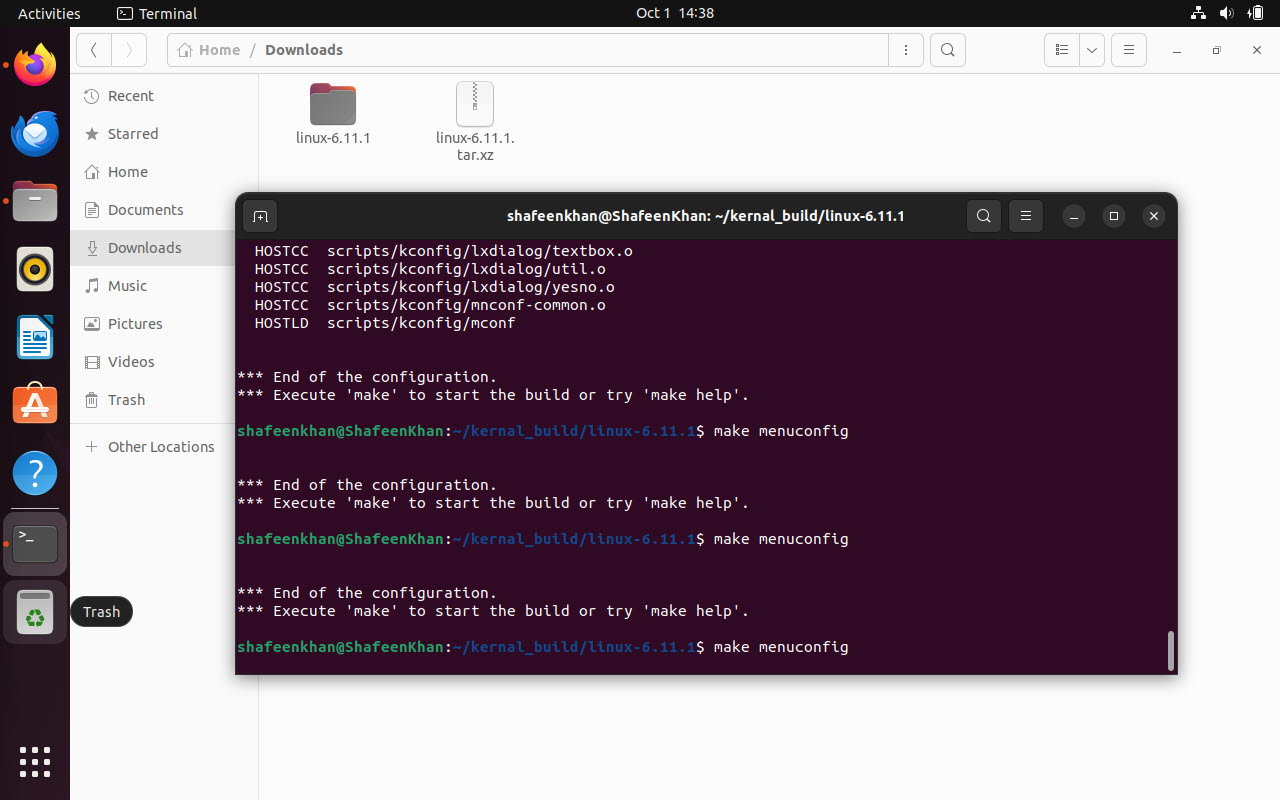 Activities
Terminal
Oct 1 14:38
Home / Downloads
Recent
Starred
Home
Documents
Downloads
Music
Pictures
Videos
Trash
Other Locations
linux-6.11.1
linux-6.11.1.
tar.xz
Trash
shafeenkhan@ShafeenKhan: ~/kernal_build/linux-6.11.1
HOSTCC  scripts/kconfig/lxdialog/textbox.o
HOSTCC  scripts/kconfig/lxdialog/util.o
HOSTCC  scripts/kconfig/lxdialog/yesno.o
HOSTCC  scripts/kconfig/mnconf-common.o
HOSTLD  scripts/kconfig/mconf
*** End of the configuration.
*** Execute 'make' to start the build or try 'make help'.
shafeenkhan@ShafeenKhan:~/kernal_build/linux-6.11.1$ make menuconfig
*** End of the configuration.
*** Execute 'make' to start the build or try 'make help'.
shafeenkhan@ShafeenKhan:~/kernal_build/linux-6.11.1$ make menuconfig
*** End of the configuration.
*** Execute 'make' to start the build or try 'make help'.
shafeenkhan@ShafeenKhan:~/kernal_build/linux-6.11.1$ make menuconfig